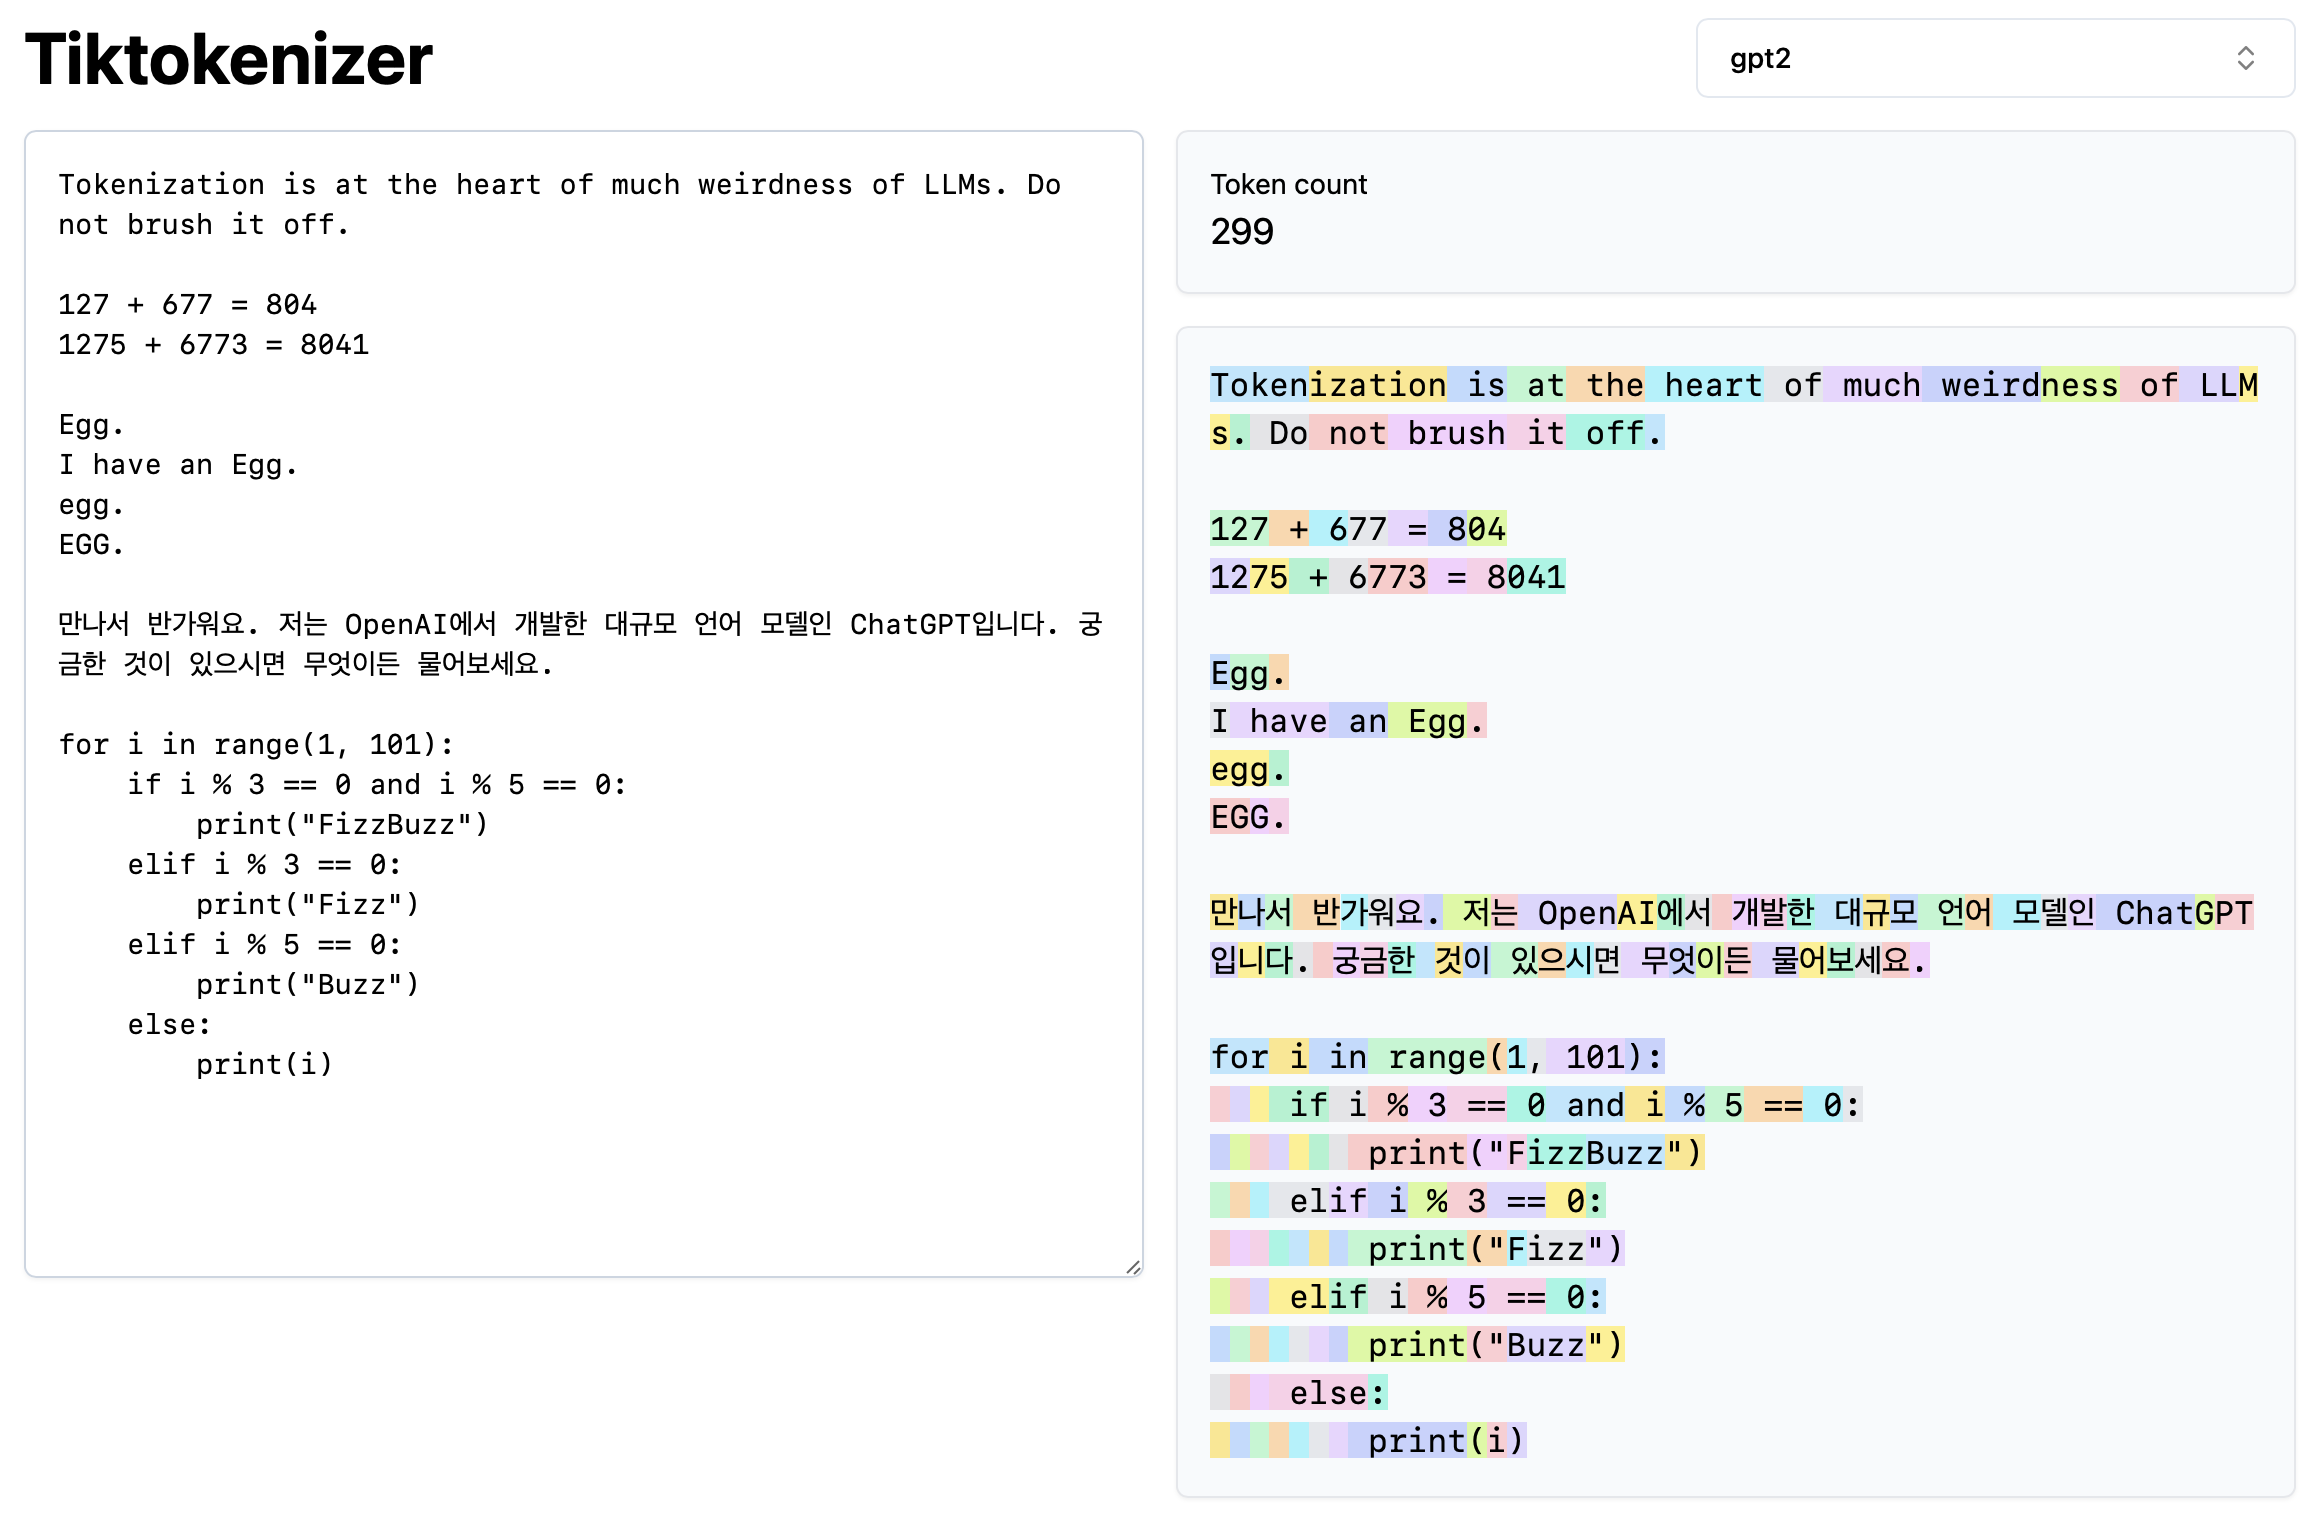 Tiktokenizer
gpt2
Tokenization is at the heart of much weirdness of LLMs. Do
not brush it off.

127 + 677 = 804
1275 + 6773 = 8041

Egg.
I have an Egg.
egg.
EGG.

만나서 반가워요. 저는 OpenAI에서 개발한 대규모 언어 모델인 ChatGPT입니다. 궁
금한 것이 있으시면 무엇이든 물어보세요.

for i in range(1, 101):
    if i % 3 == 0 and i % 5 == 0:
        print("FizzBuzz")
    elif i % 3 == 0:
        print("Fizz")
    elif i % 5 == 0:
        print("Buzz")
    else:
        print(i)

Token count
299

Tokenization is at the heart of much weirdness of LLM
s. Do not brush it off.

127 + 677 = 804
1275 + 6773 = 8041

Egg.
I have an Egg.
egg.
EGG.

만나서 반가워요. 저는 OpenAI에서 개발한 대규모 언어 모델인 ChatGPT
입니다. 궁금한 것이 있으시면 무엇이든 물어보세요.

for i in range(1, 101):
    if i % 3 == 0 and i % 5 == 0:
        print("FizzBuzz")
    elif i % 3 == 0:
        print("Fizz")
    elif i % 5 == 0:
        print("Buzz")
    else:
        print(i)